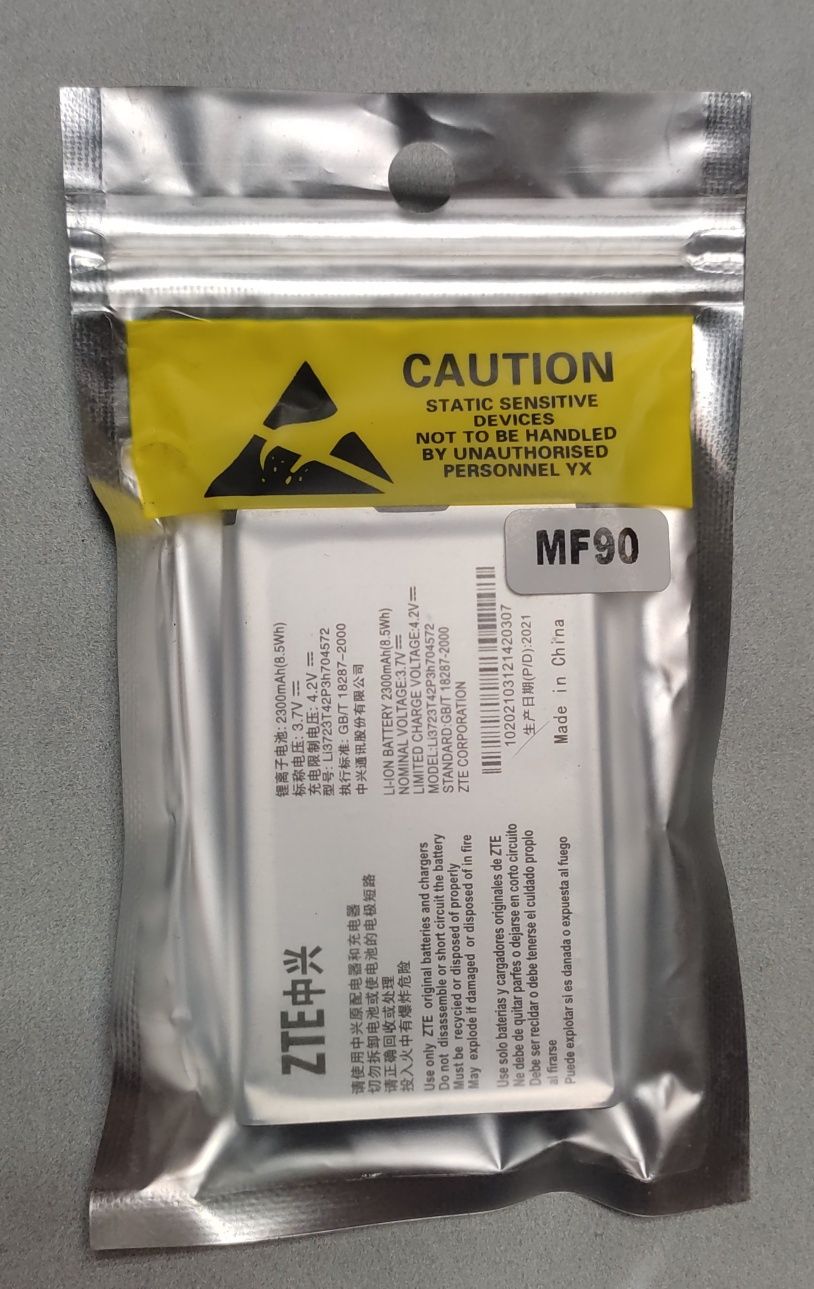 CAUTION
STATIC SENSITIVE
DEVICES
NOT TO BE HANDLED
BY UNAUTHORISED
PERSONNEL YX
MF90
ZTE中兴
请使用中兴原配电器和充电器
切勿拆卸电池或使电池的电极短路
请正确回收或处理
投入火中有爆炸危险
Use only ZTE original batteries and chargers
Do not disassemble or short circuit the battery
Must be recycled or disposed of properly
May explode if damaged or disposed of in fire
Use solo baterias y cargadores originales de ZTE
Ne debe de quitar parfes o dejarse en corto circuito
Debe ser recidar o debe tenerse el cuidado proplo
al firarse
Puede explotar si es danada o expuesta al fuego
锂离子电池: 2300mAh(8.5Wh)
标称电压: 3.7V
充电限制电压: 4.2V
型号: Li3723T42P3h704572
执行标准: GB/T 18287-2000
中兴通讯股份有限公司
LI-ION BATTERY 2300mAh(8.5Wh)
NOMINAL VOLTAGE:3.7V
LIMITED CHARGE VOLTAGE:4.2V
MODEL:Li3723T42P3h704572
STANDARD:GB/T 18287-2000
ZTE CORPORATION
10202103121420307
生产日期(P/D):2021
Made in China